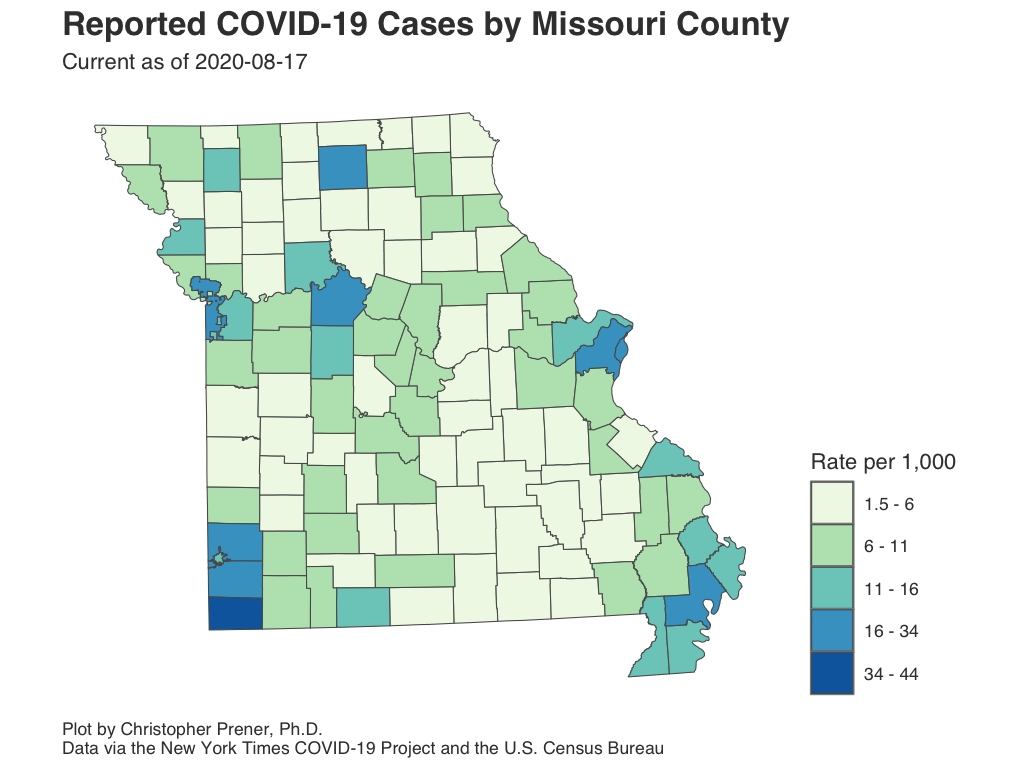 Reported COVID-19 Cases by Missouri County
Current as of 2020-08-17
Rate per 1,000
1.5 - 6
6 - 11
11 - 16
16 - 34
34 - 44
Plot by Christopher Prener, Ph.D.
Data via the New York Times COVID-19 Project and the U.S. Census Bureau